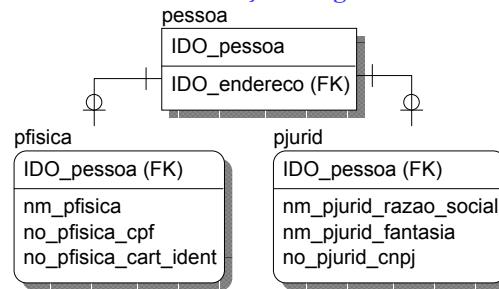 pessoa
IDO_pessoa
IDO_endereco (FK)
pfisica
IDO_pessoa (FK)
nm_pfisica
no_pfisica_cpf
no_pfisica_cart_ident
pjurid
IDO_pessoa (FK)
nm_pjurid_razao_social
nm_pjurid_fantasia
no_pjurid_cnpj